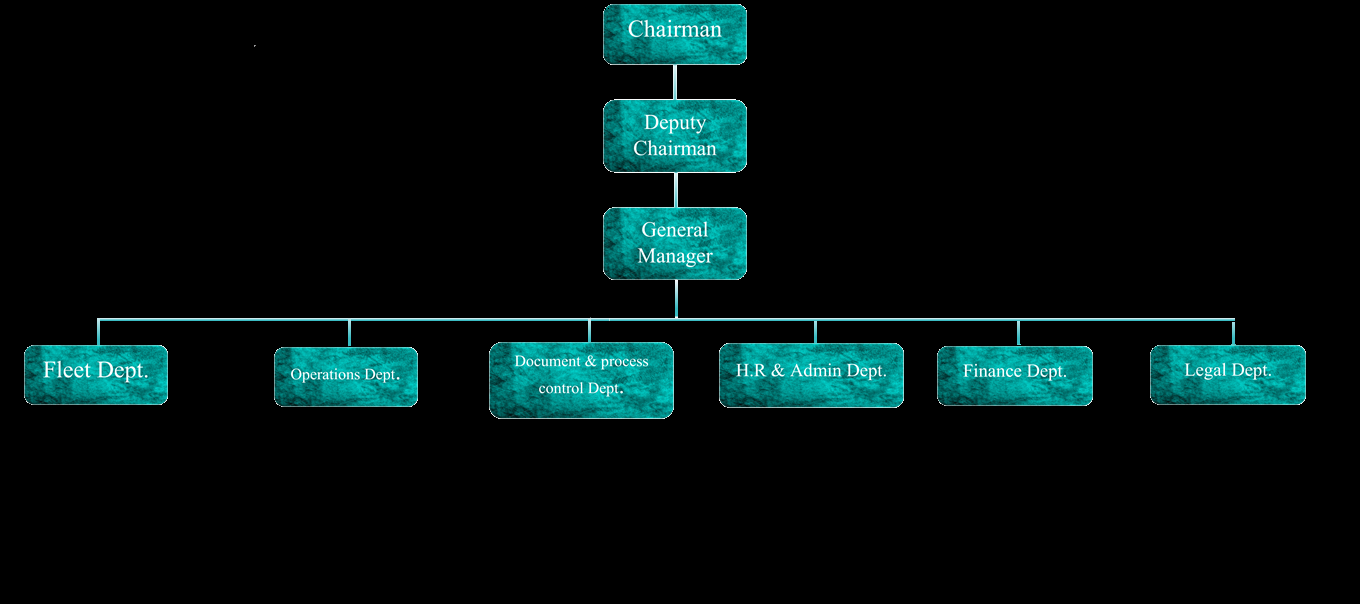 Chairman
Deputy
Chairman
General
Manager
Fleet Dept.
Operations Dept.
Document & process
control Dept.
H.R & Admin Dept.
Finance Dept.
Legal Dept.